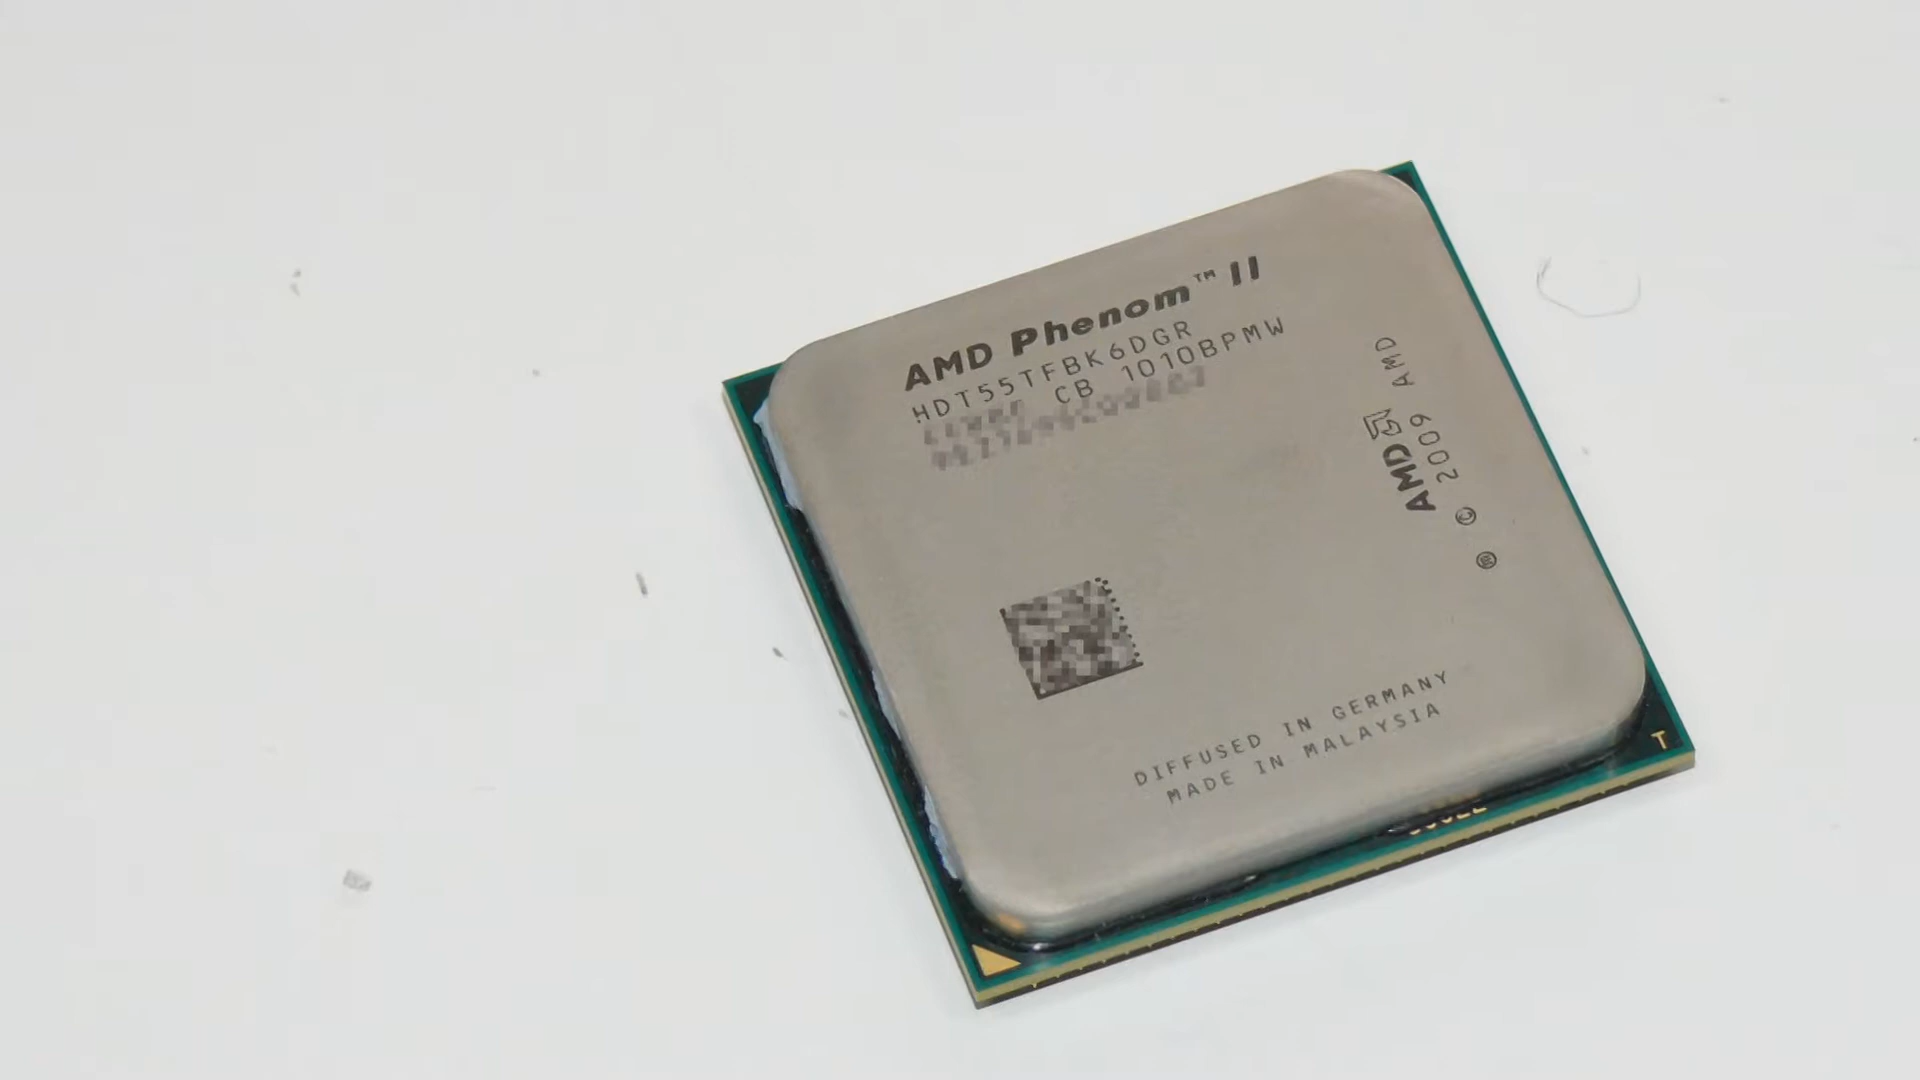 AMD Phenom™ II
HDT55TFBK6DGR
CB 1010BPMW
AMD
© 2009 AMD
®
DIFFUSED IN GERMANY
MADE IN MALAYSIA
T